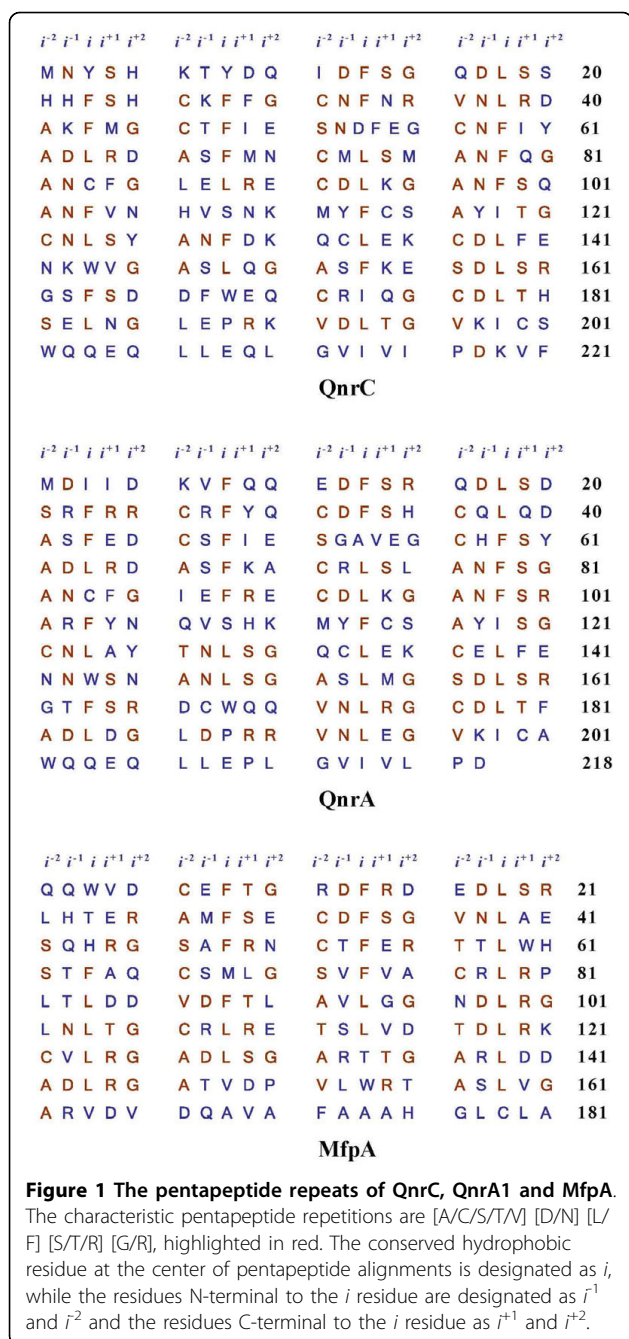 i-2 i-1 i i+1 i+2 i-2 i-1 i i+1 i+2 i-2 i-1 i i+1 i+2 i-2 i-1 i i+1 i+2
M N Y S H K T Y D Q I D F S G Q D L S S 20
H H F S H C K F F G C N F N R V N L R D 40
A K F M G C T F I E S N D F E G C N F I Y 61
A D L R D A S F M N C M L S M A N F Q G 81
A N C F G L E L R E C D L K G A N F S Q 101
A N F V N H V S N K M Y F C S A Y I T G 121
C N L S Y A N F D K Q C L E K C D L F E 141
N K W V G A S L Q G A S F K E S D L S R 161
G S F S D D F W E Q C R I Q G C D L T H 181
S E L N G L E P R K V D L T G V K I C S 201
W Q Q E Q L L E Q L G V I V I P D K V F 221
QnrC
i-2 i-1 i i+1 i+2 i-2 i-1 i i+1 i+2 i-2 i-1 i i+1 i+2 i-2 i-1 i i+1 i+2
M D I I D K V F Q Q E D F S R Q D L S D 20
S R F R R C R F Y Q C D F S H C Q L Q D 40
A S F E D C S F I E S G A V E G C H F S Y 61
A D L R D A S F K A C R L S L A N F S G 81
A N C F G I E F R E C D L K G A N F S R 101
A R F Y N Q V S H K M Y F C S A Y I S G 121
C N L A Y T N L S G Q C L E K C E L F E 141
N N W S N A N L S G A S L M G S D L S R 161
G T F S R D C W Q Q V N L R G C D L T F 181
A D L D G L D P R R V N L E G V K I C A 201
W Q Q E Q L L E P L G V I V L P D 218
QnrA
i-2 i-1 i i+1 i+2 i-2 i-1 i i+1 i+2 i-2 i-1 i i+1 i+2 i-2 i-1 i i+1 i+2
Q Q W V D C E F T G R D F R D E D L S R 21
L H T E R A M F S E C D F S G V N L A E 41
S Q H R G S A F R N C T F E R T T L W H 61
S T F A Q C S M L G S V F V A C R L R P 81
L T L D D V D F T L A V L G G N D L R G 101
L N L T G C R L R E T S L V D T D L R K 121
C V L R G A D L S G A R T T G A R L D D 141
A D L R G A T V D P V L W R T A S L V G 161
A R V D V D Q A V A F A A A H G L C L A 181
MfpA
Figure 1 The pentapeptide repeats of QnrC, QnrA1 and MfpA.
The characteristic pentapeptide repetitions are [A/C/S/T/V] [D/N] [L/
F] [S/T/R] [G/R], highlighted in red. The conserved hydrophobic
residue at the center of pentapeptide alignments is designated as i,
while the residues N-terminal to the i residue are designated as i-1
and i-2 and the residues C-terminal to the i residue as i+1 and i+2.